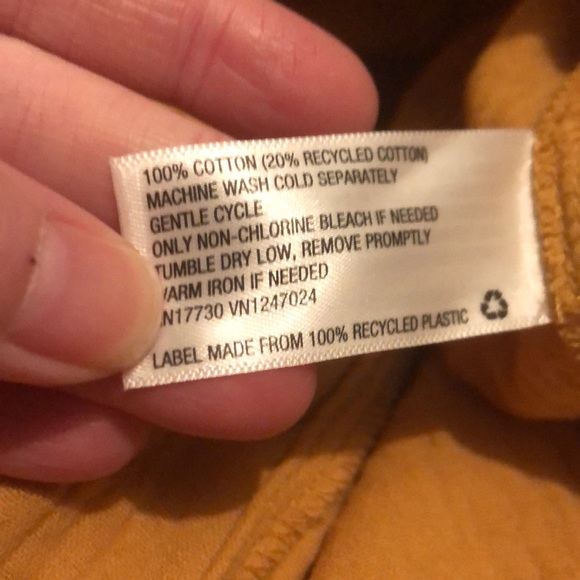 100% COTTON (20% RECYCLED COTTON)
MACHINE WASH COLD SEPARATELY
GENTLE CYCLE
ONLY NON-CHLORINE BLEACH IF NEEDED
TUMBLE DRY LOW, REMOVE PROMPTLY
WARM IRON IF NEEDED
N17730 VN1247024
LABEL MADE FROM 100% RECYCLED PLASTIC